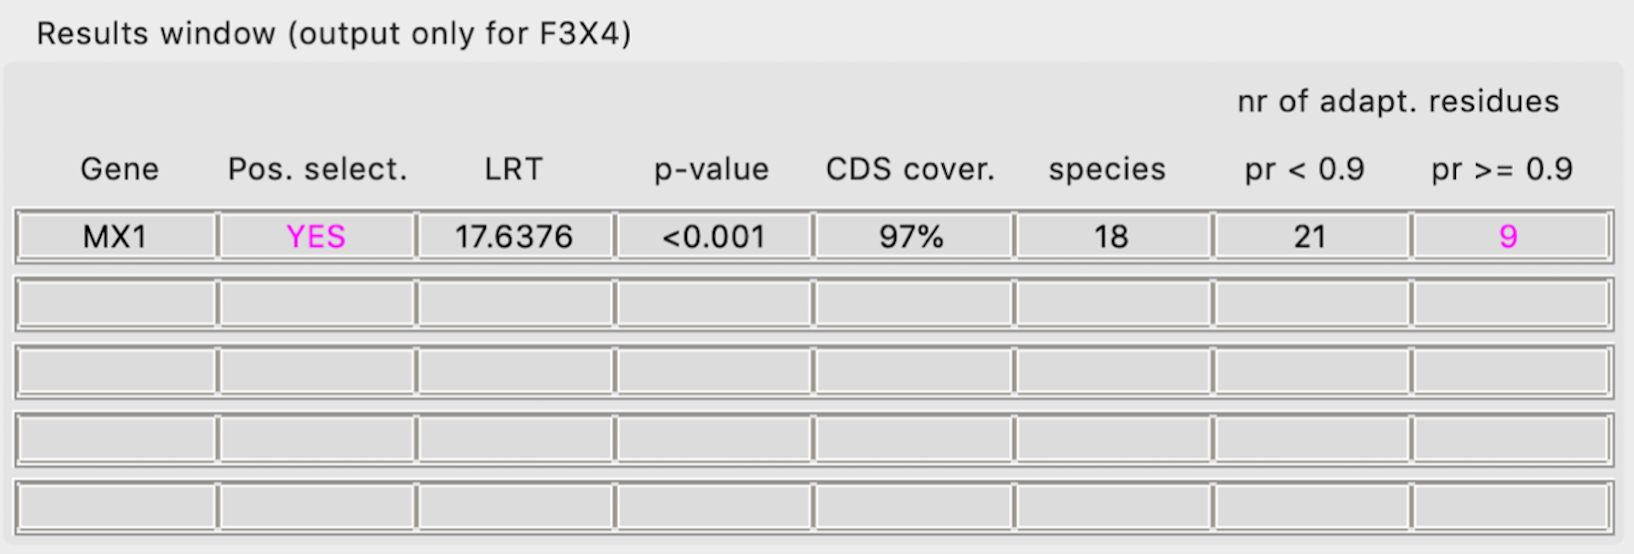 Results window (output only for F3X4)
nr of adapt. residues
Gene Pos. select. LRT p-value CDS cover. species pr < 0.9 pr >= 0.9
MX1 YES 17.6376 <0.001 97% 18 21 9